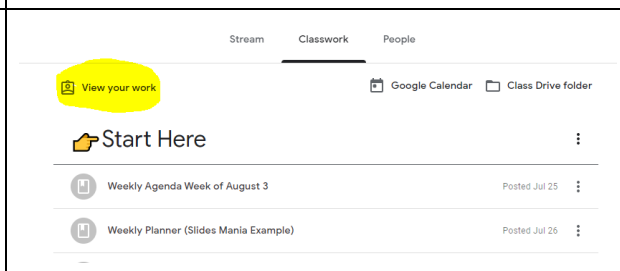 Stream Classwork People
View your work Google Calendar Class Drive folder
Start Here
Weekly Agenda Week of August 3 Posted Jul 25
Weekly Planner (Slides Mania Example) Posted Jul 26